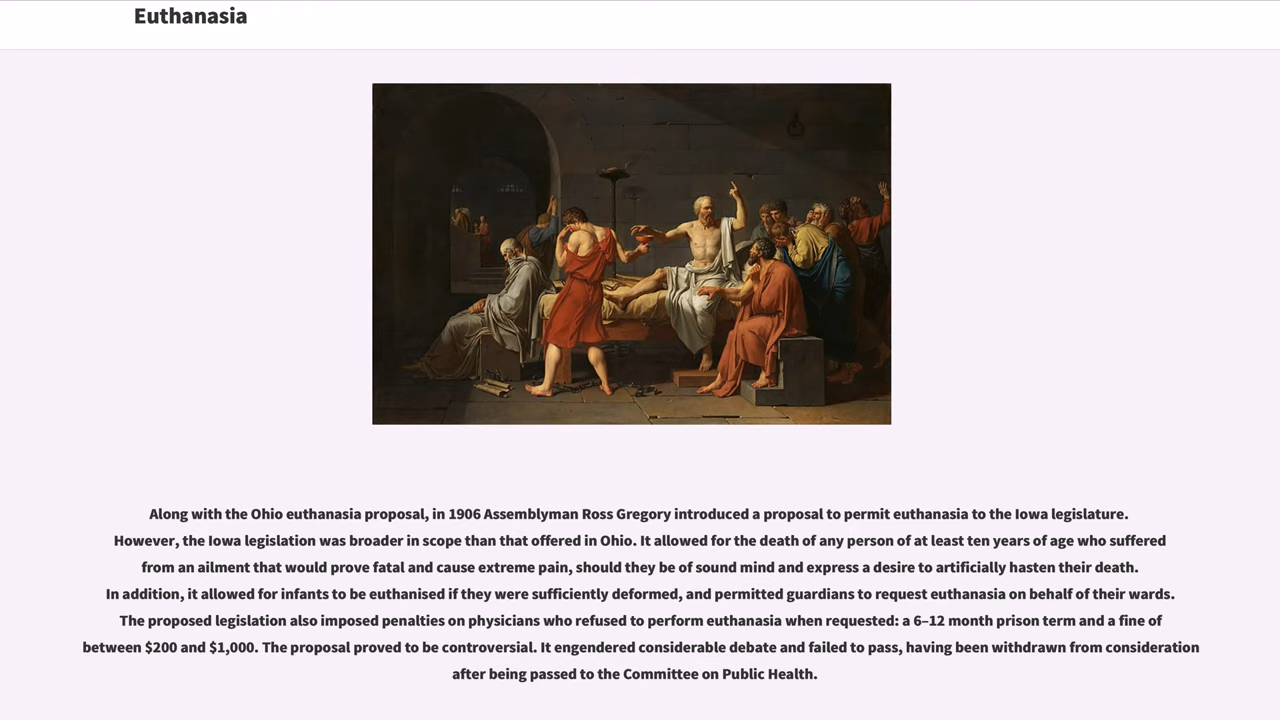 Euthanasia
Along with the Ohio euthanasia proposal, in 1906 Assemblyman Ross Gregory introduced a proposal to permit euthanasia to the Iowa legislature.
However, the Iowa legislation was broader in scope than that offered in Ohio. It allowed for the death of any person of at least ten years of age who suffered
from an ailment that would prove fatal and cause extreme pain, should they be of sound mind and express a desire to artificially hasten their death.
In addition, it allowed for infants to be euthanised if they were sufficiently deformed, and permitted guardians to request euthanasia on behalf of their wards.
The proposed legislation also imposed penalties on physicians who refused to perform euthanasia when requested: a 6–12 month prison term and a fine of
between $200 and $1,000. The proposal proved to be controversial. It engendered considerable debate and failed to pass, having been withdrawn from consideration
after being passed to the Committee on Public Health.